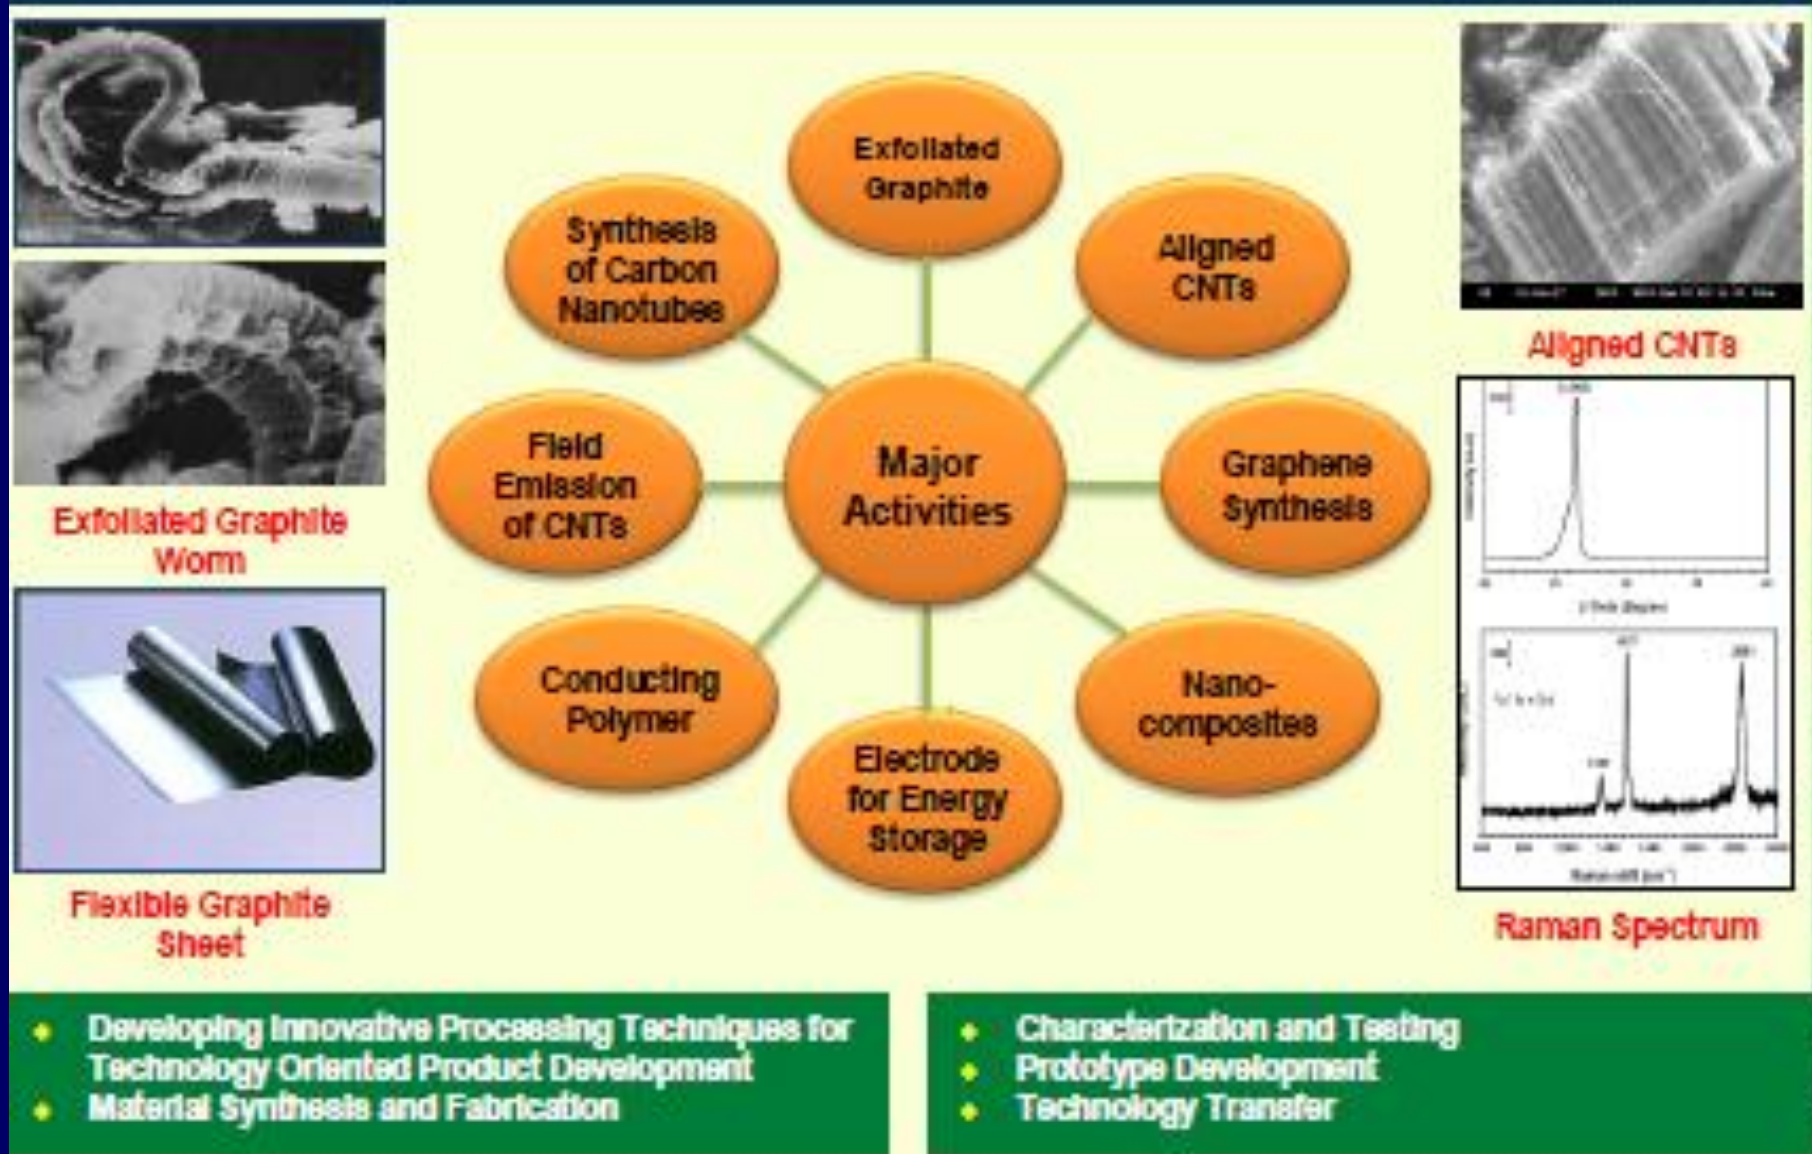 Exfoliated
Graphite
Synthesis
of Carbon
Nanotubes
Aligned
CNTs
Field
Emission
of CNTs
Major
Activities
Graphene
Synthesis
Conducting
Polymer
Nano-
composites
Electrode
for Energy
Storage
Exfoliated Graphite
Worm
Flexible Graphite
Sheet
Aligned CNTs
Raman Spectrum
Developing Innovative Processing Techniques for
Technology Oriented Product Development
Material Synthesis and Fabrication
Characterization and Testing
Prototype Development
Technology Transfer